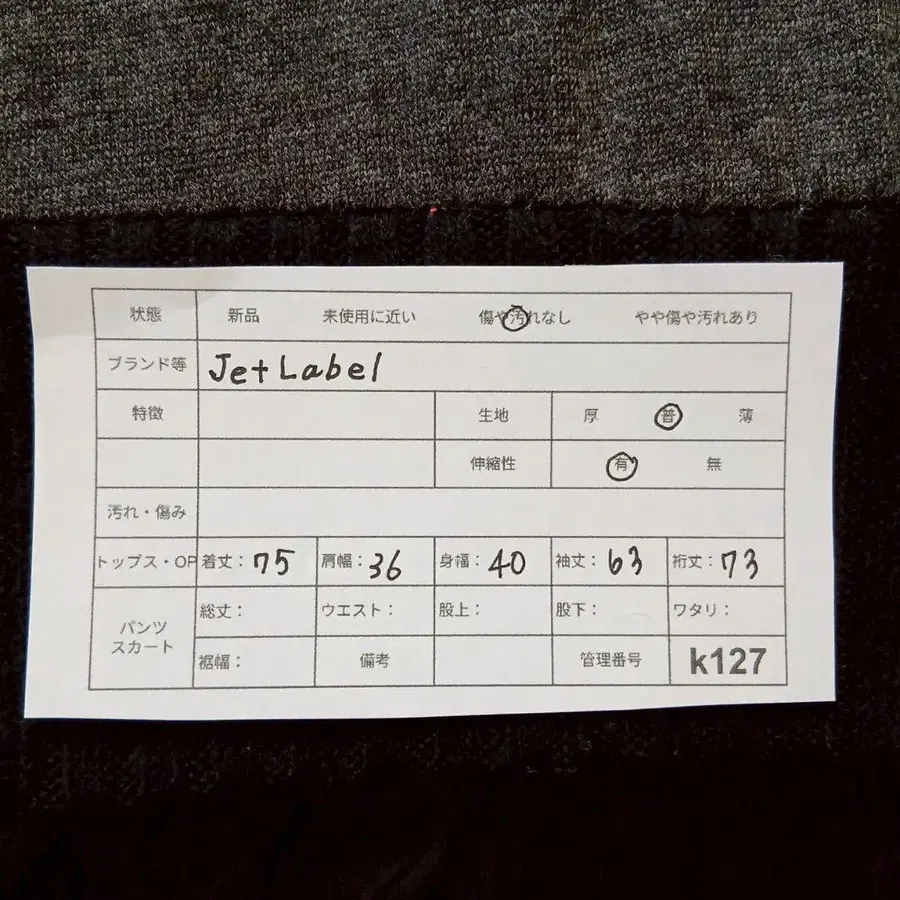 状態 新品 未使用に近い 傷や汚れなし やや傷や汚れあり
ブランド等 Jet Label
特徴 生地 厚 普 薄
伸縮性 有 無
汚れ・傷み
トップス・OP 着丈：75 肩幅：36 身幅：40 袖丈：63 裄丈：73
パンツ スカート 総丈： ウエスト： 股上： 股下： ワタリ：
裾幅： 備考 管理番号 k127